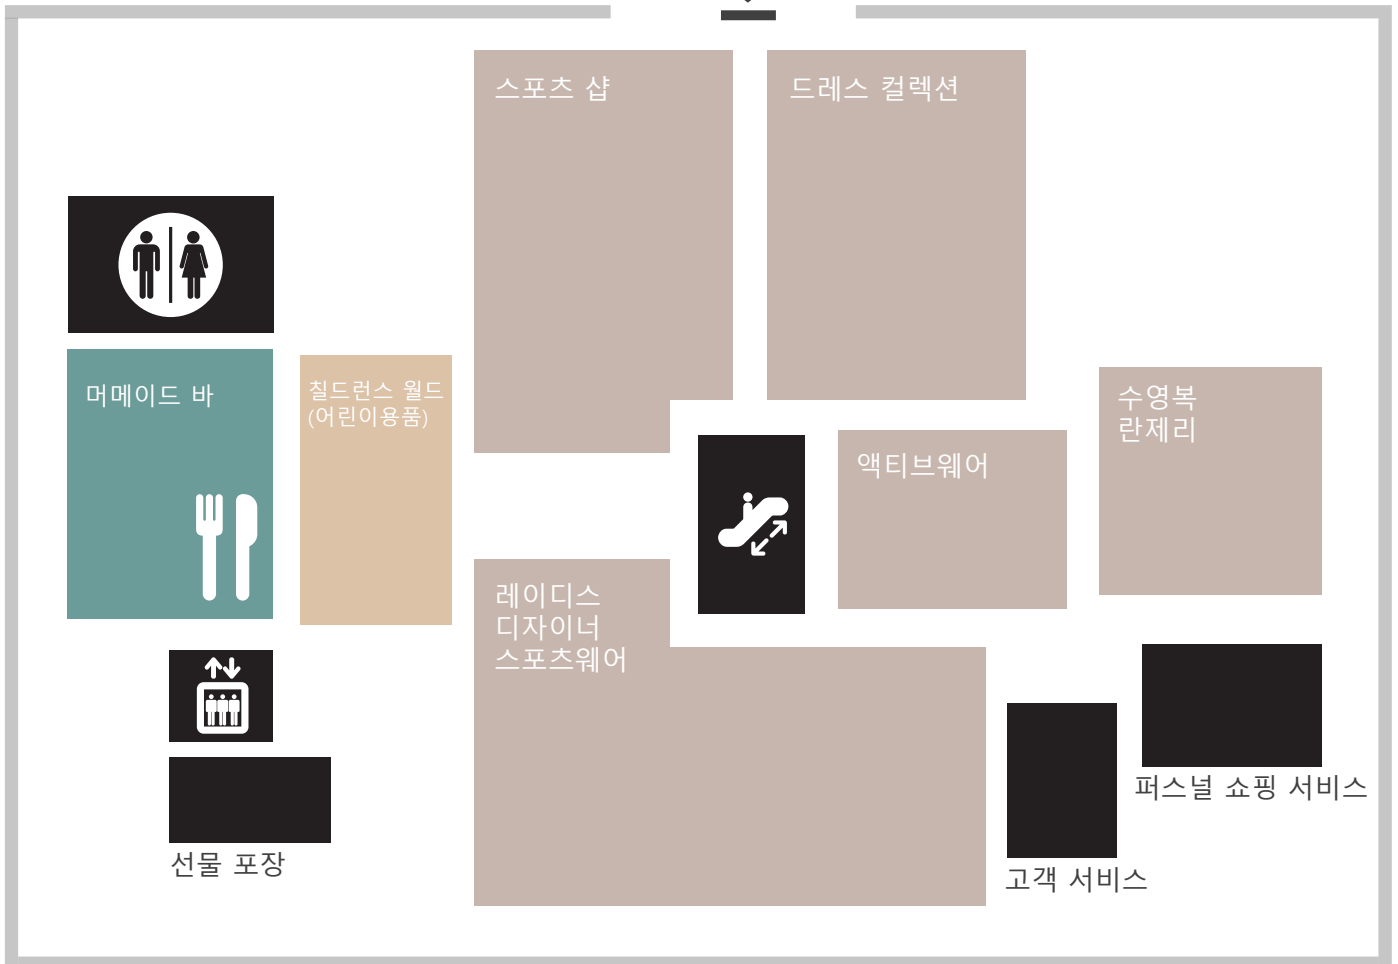 스포츠 샵
드레스 컬렉션
머메이드 바
칠드런스 월드
(어린이용품)
수영복
란제리
액티브웨어
레이디스
디자이너
스포츠웨어
퍼스널 쇼핑 서비스
선물 포장
고객 서비스